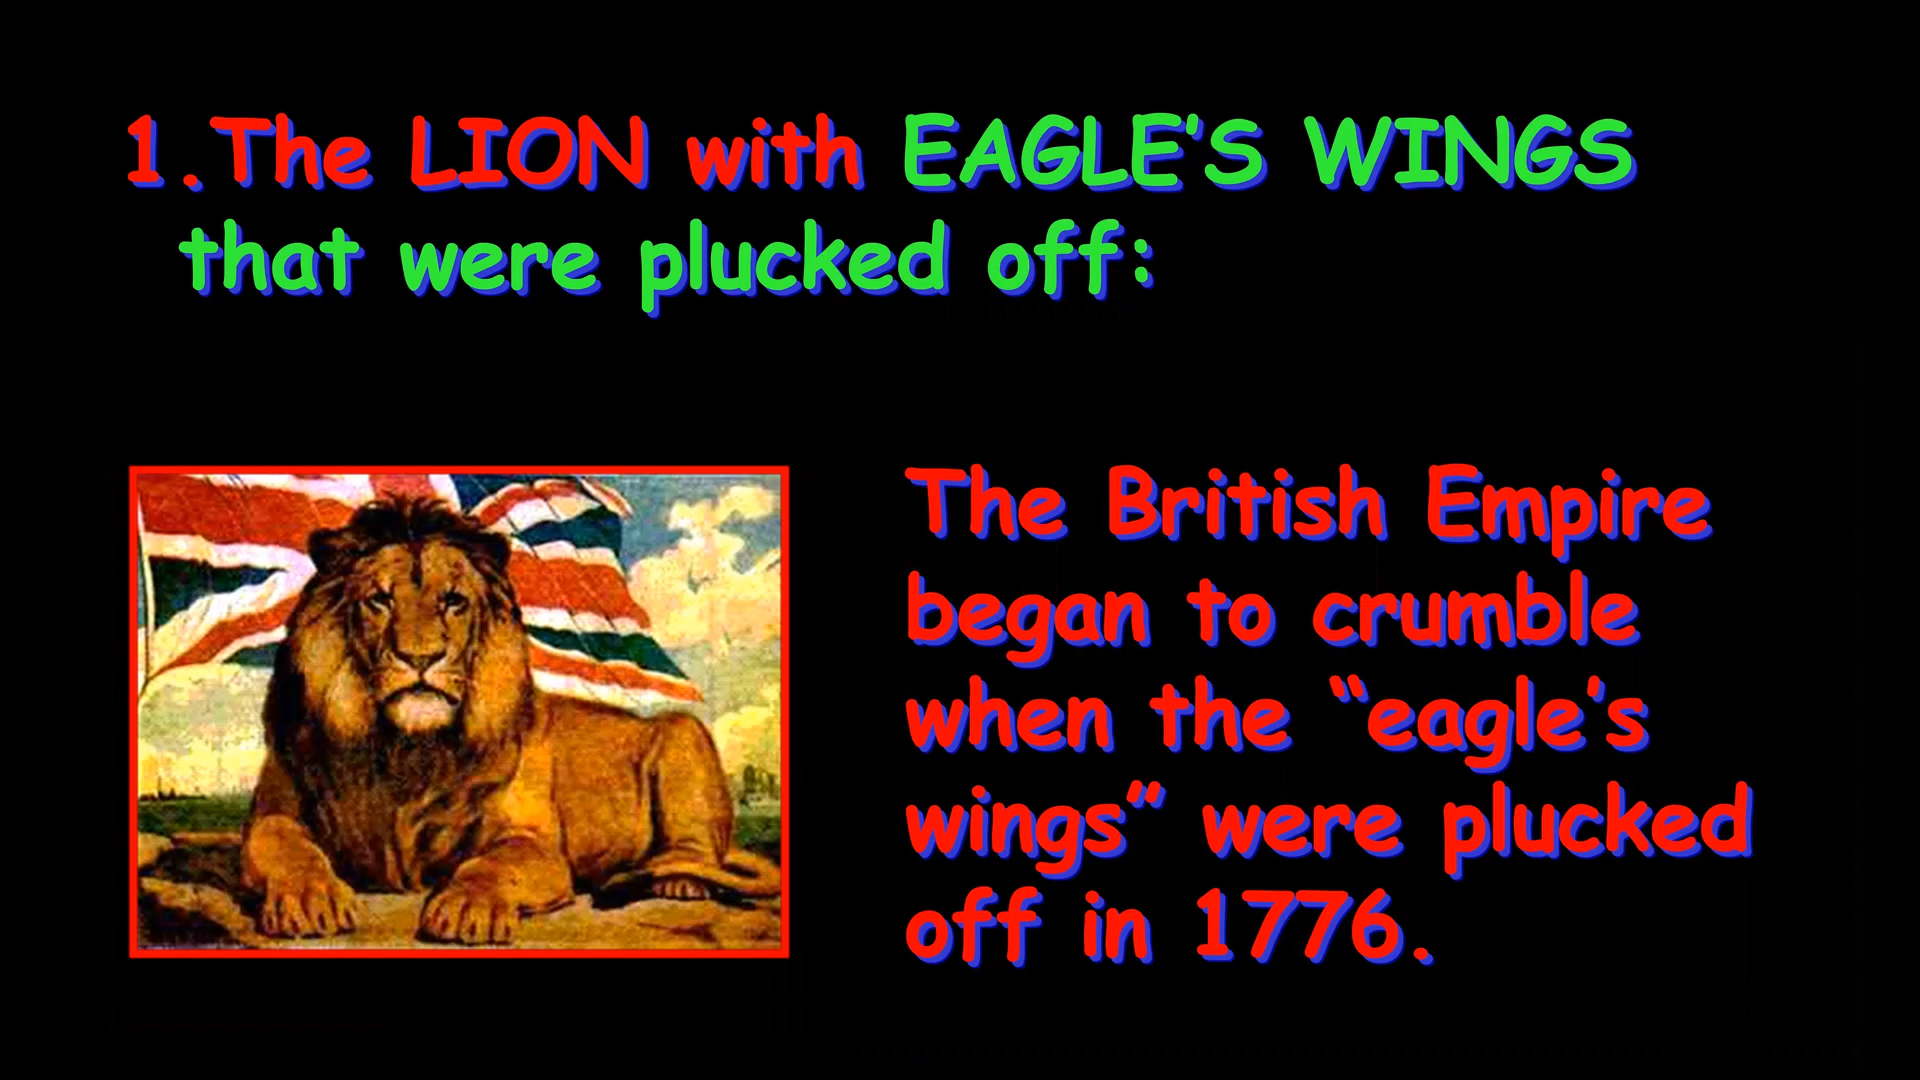 1.The LION with EAGLE'S WINGS
that were plucked off:
The British Empire
began to crumble
when the “eagle's
wings” were plucked
off in 1776.